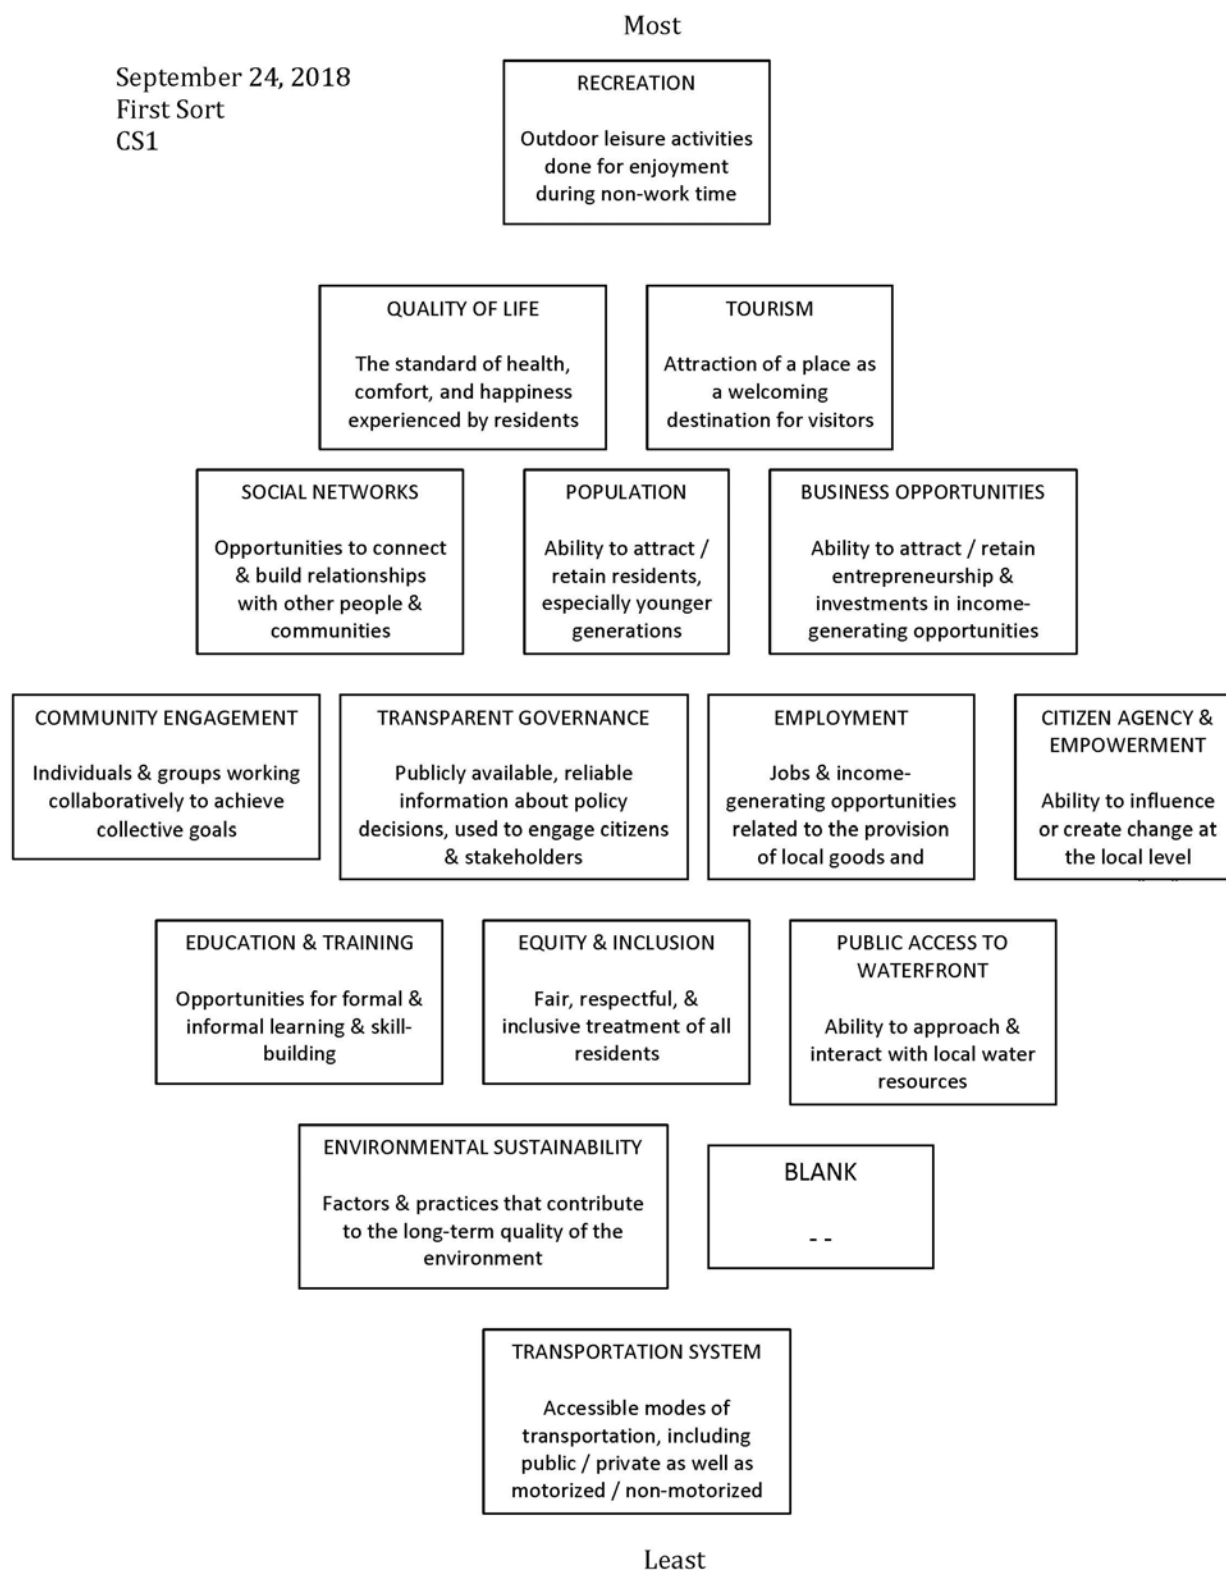 Most
September 24, 2018
First Sort
CS1
RECREATION
Outdoor leisure activities
done for enjoyment
during non-work time
QUALITY OF LIFE
The standard of health,
comfort, and happiness
experienced by residents
TOURISM
Attraction of a place as
a welcoming
destination for visitors
SOCIAL NETWORKS
Opportunities to connect
& build relationships
with other people &
communities
POPULATION
Ability to attract /
retain residents,
especially younger
generations
BUSINESS OPPORTUNITIES
Ability to attract / retain
entrepreneurship &
investments in income-
generating opportunities
COMMUNITY ENGAGEMENT
Individuals & groups working
collaboratively to achieve
collective goals
TRANSPARENT GOVERNANCE
Publicly available, reliable
information about policy
decisions, used to engage citizens
& stakeholders
EMPLOYMENT
Jobs & income-
generating opportunities
related to the provision
of local goods and
CITIZEN AGENCY &
EMPOWERMENT
Ability to influence
or create change at
the local level
EDUCATION & TRAINING
Opportunities for formal &
informal learning & skill-
building
EQUITY & INCLUSION
Fair, respectful, &
inclusive treatment of all
residents
PUBLIC ACCESS TO
WATERFRONT
Ability to approach &
interact with local water
resources
ENVIRONMENTAL SUSTAINABILITY
Factors & practices that contribute
to the long-term quality of the
environment
BLANK
- -
TRANSPORTATION SYSTEM
Accessible modes of
transportation, including
public / private as well as
motorized / non-motorized
Least